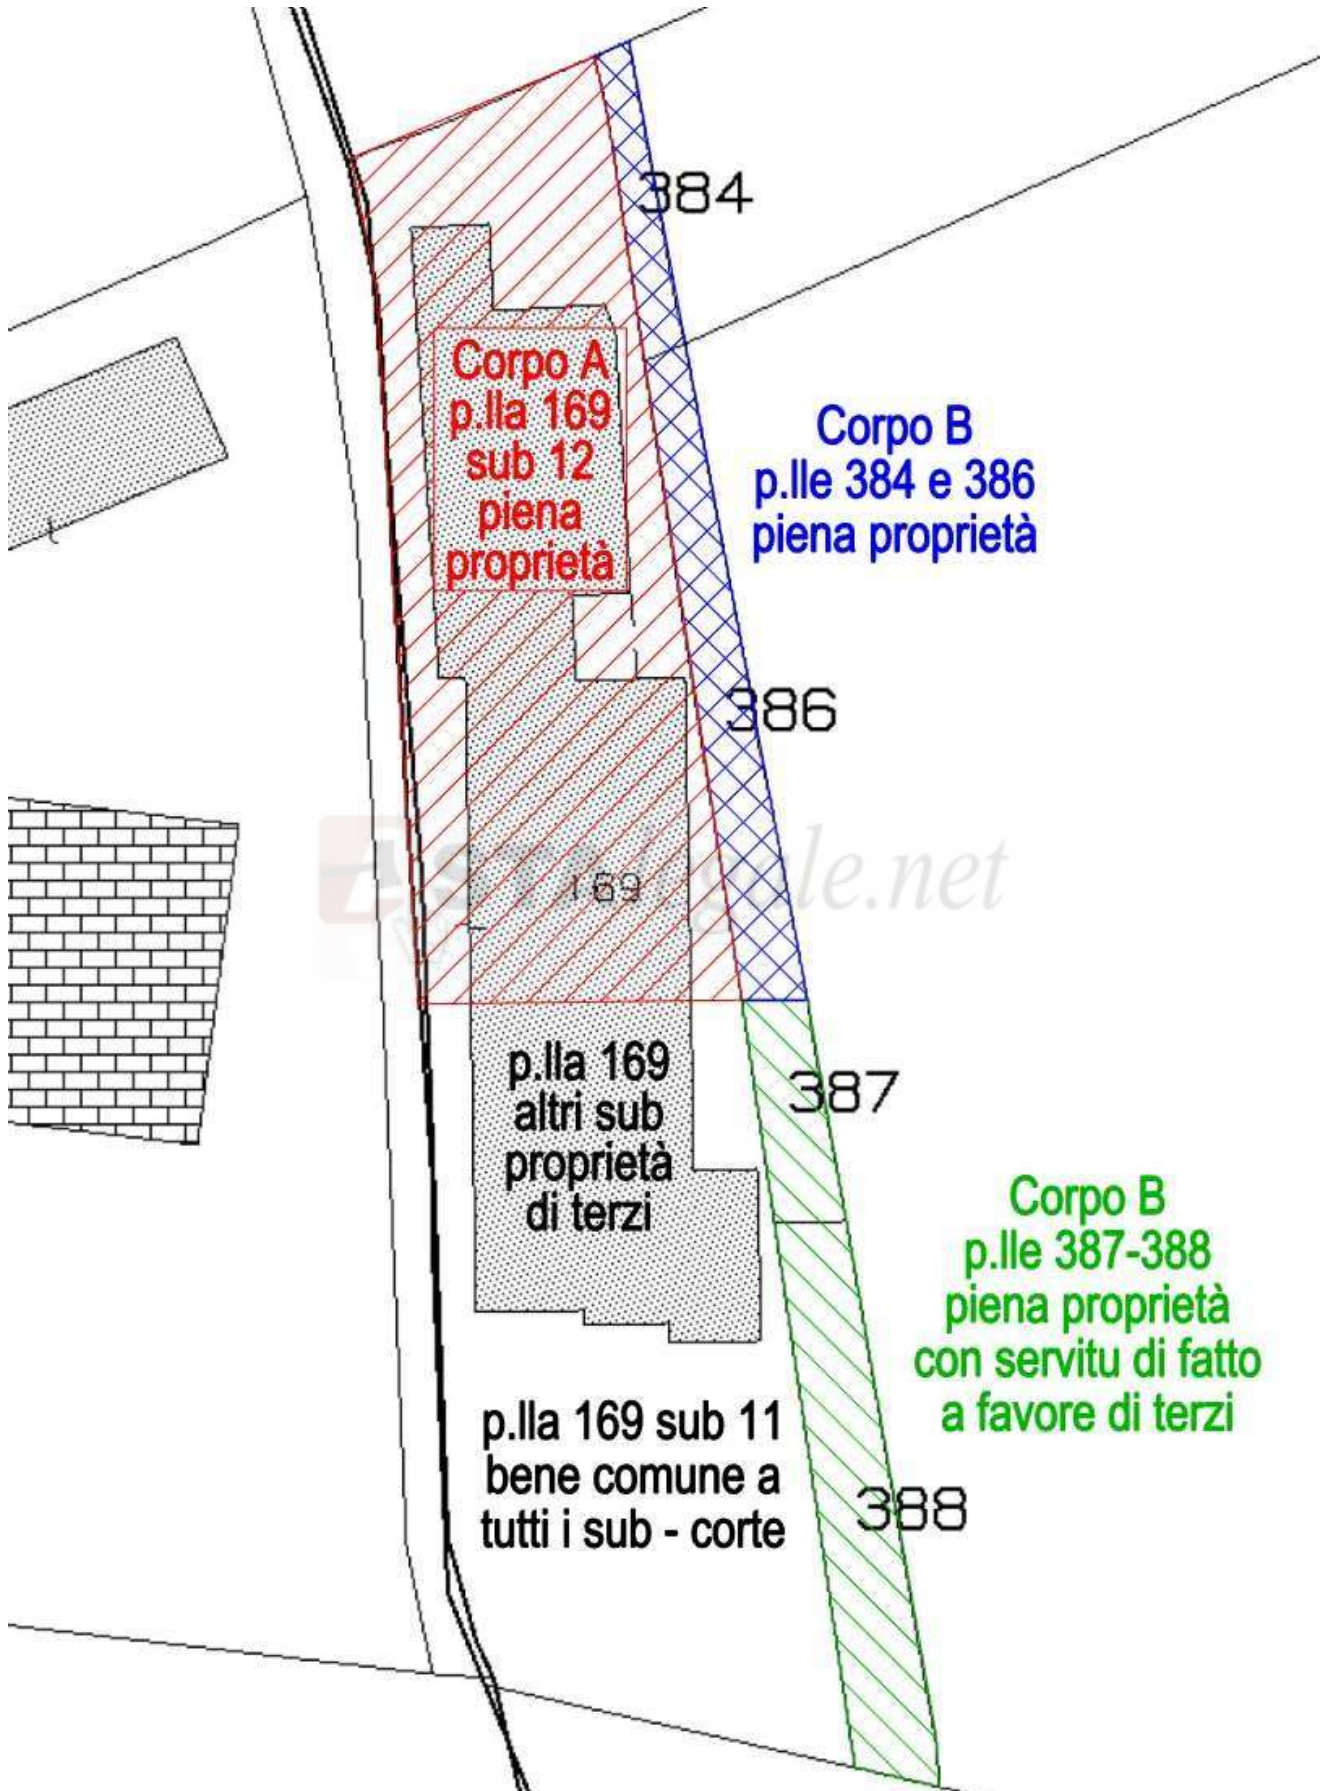 384
Corpo A
p.lla 169
sub 12
piena
proprietà
Corpo B
p.lle 384 e 386
piena proprietà
386
ASTAlegale.net
169
p.lla 169
altri sub
proprietà
di terzi
387
Corpo B
p.lle 387-388
piena proprietà
con servitu di fatto
a favore di terzi
p.lla 169 sub 11
bene comune a
tutti i sub - corte
388